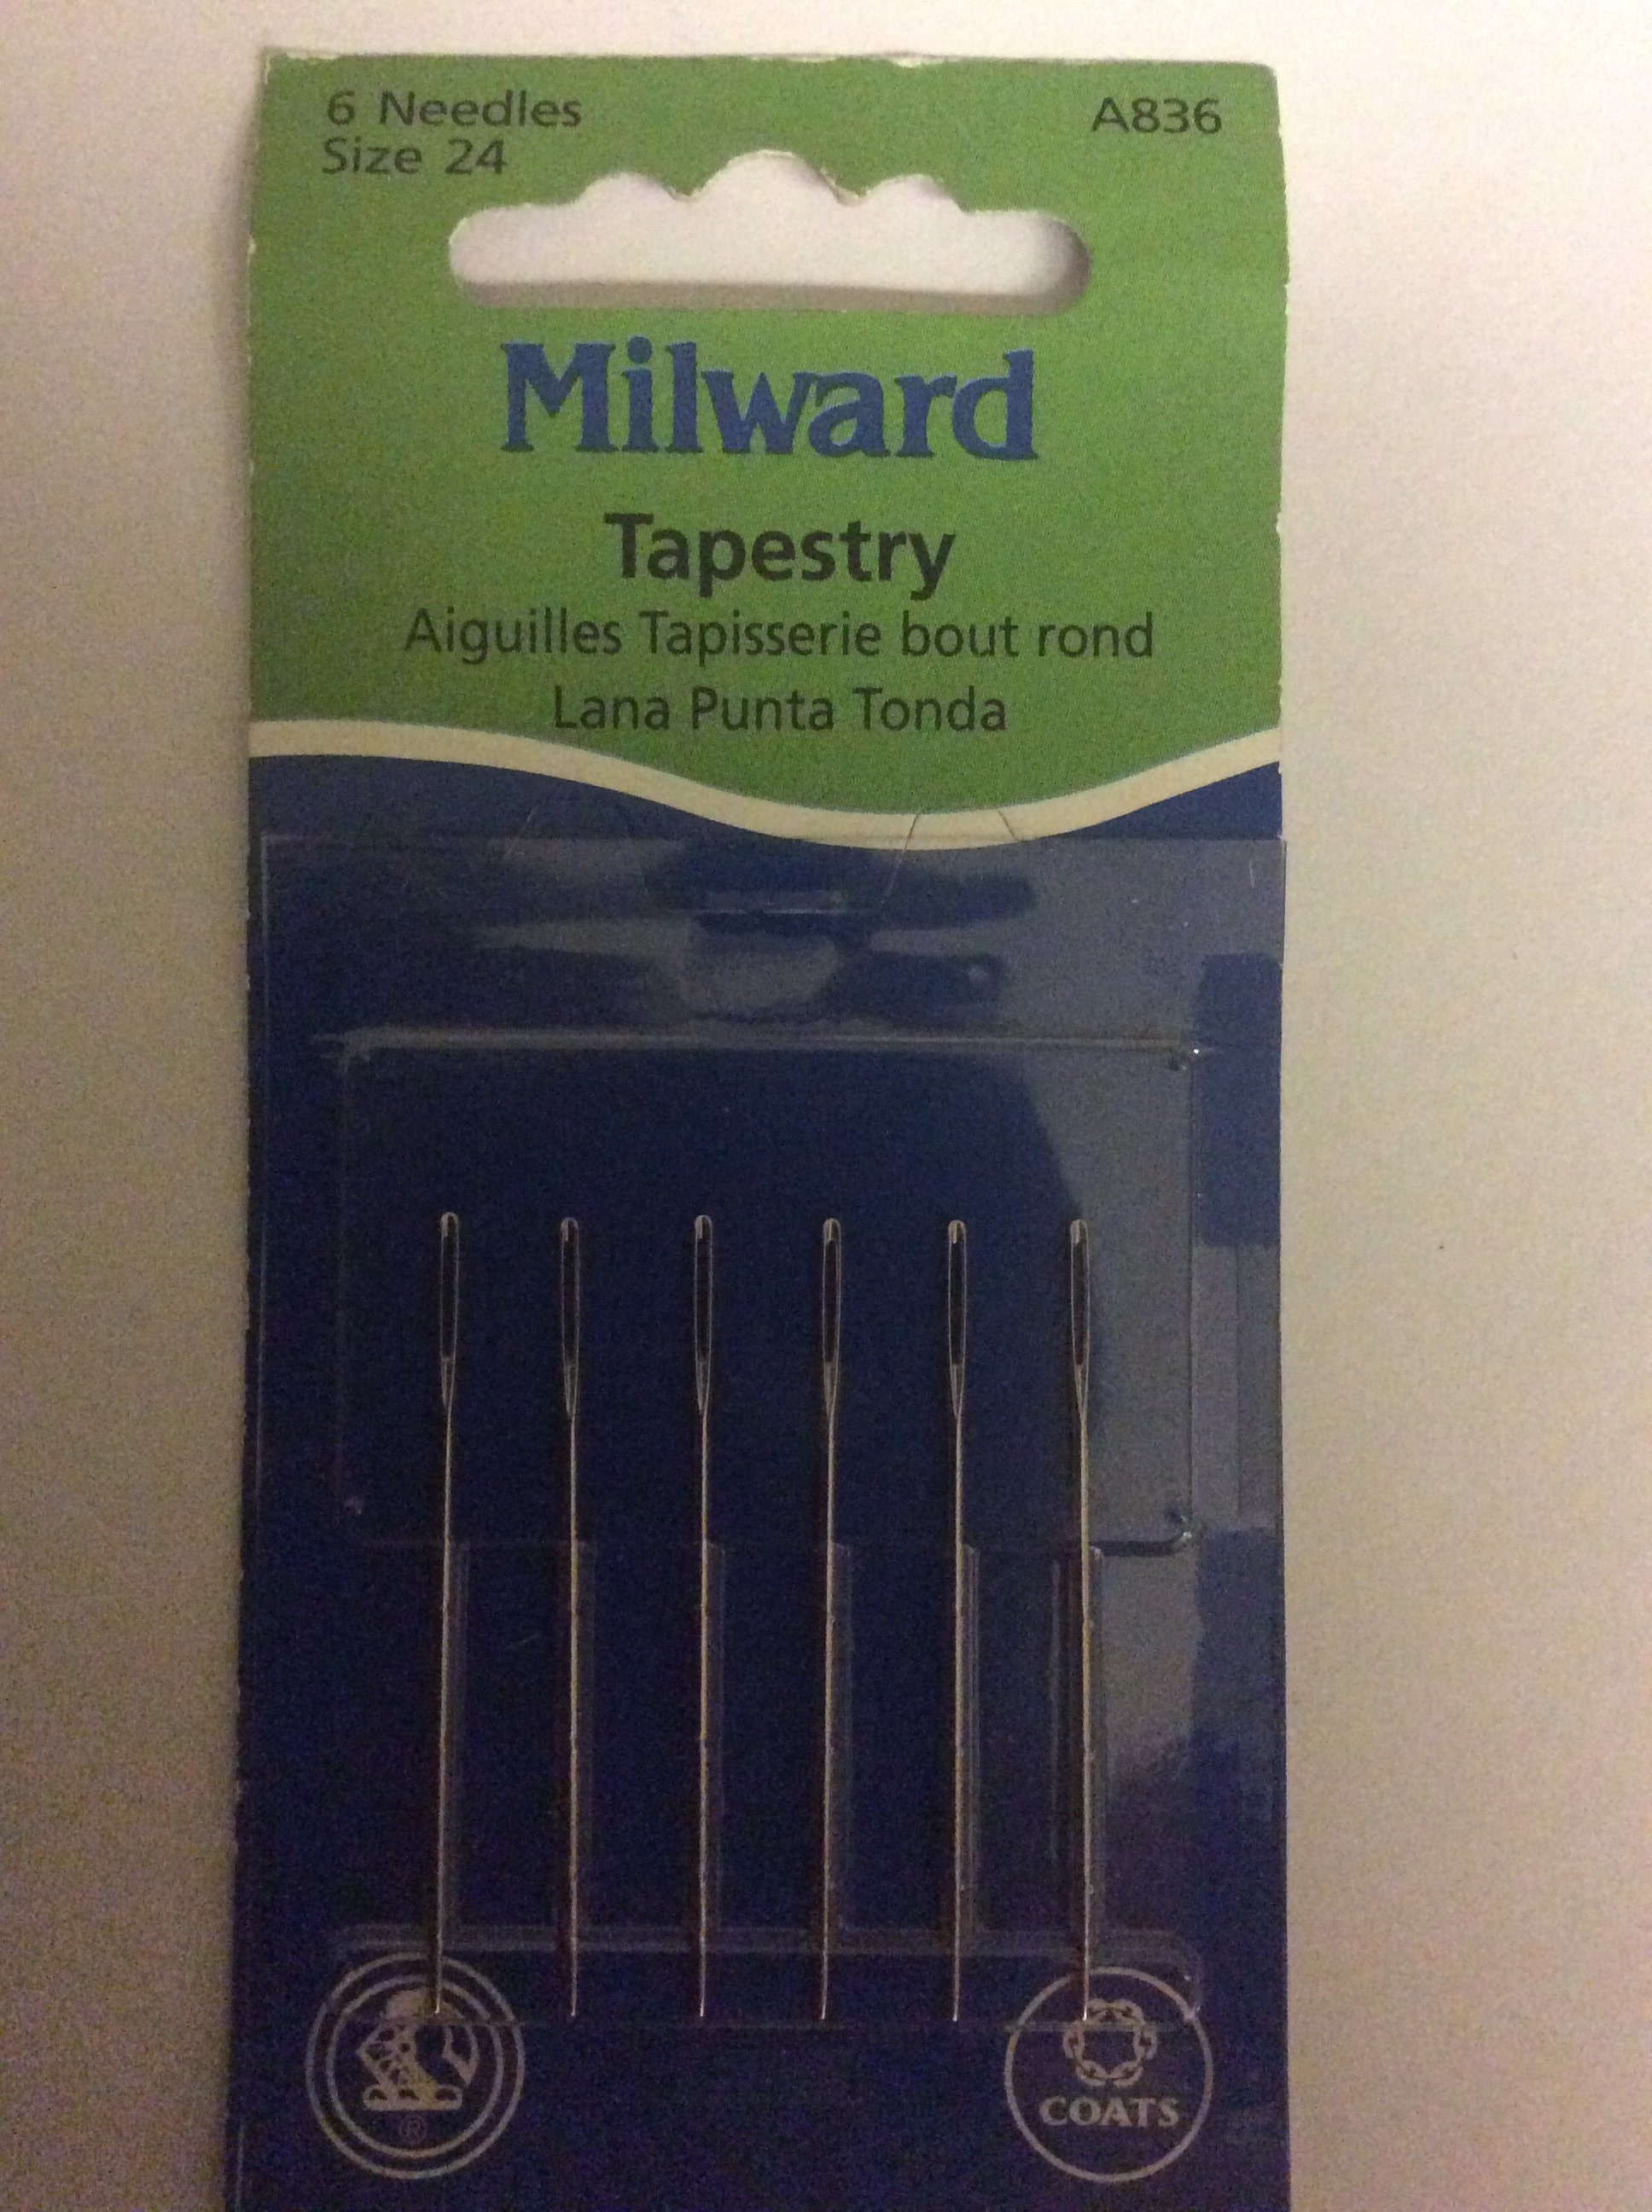 6 Needles
Size 24
A836
Milward
Tapestry
Aiguilles Tapisserie bout rond
Lana Punta Tonda
®
COATS